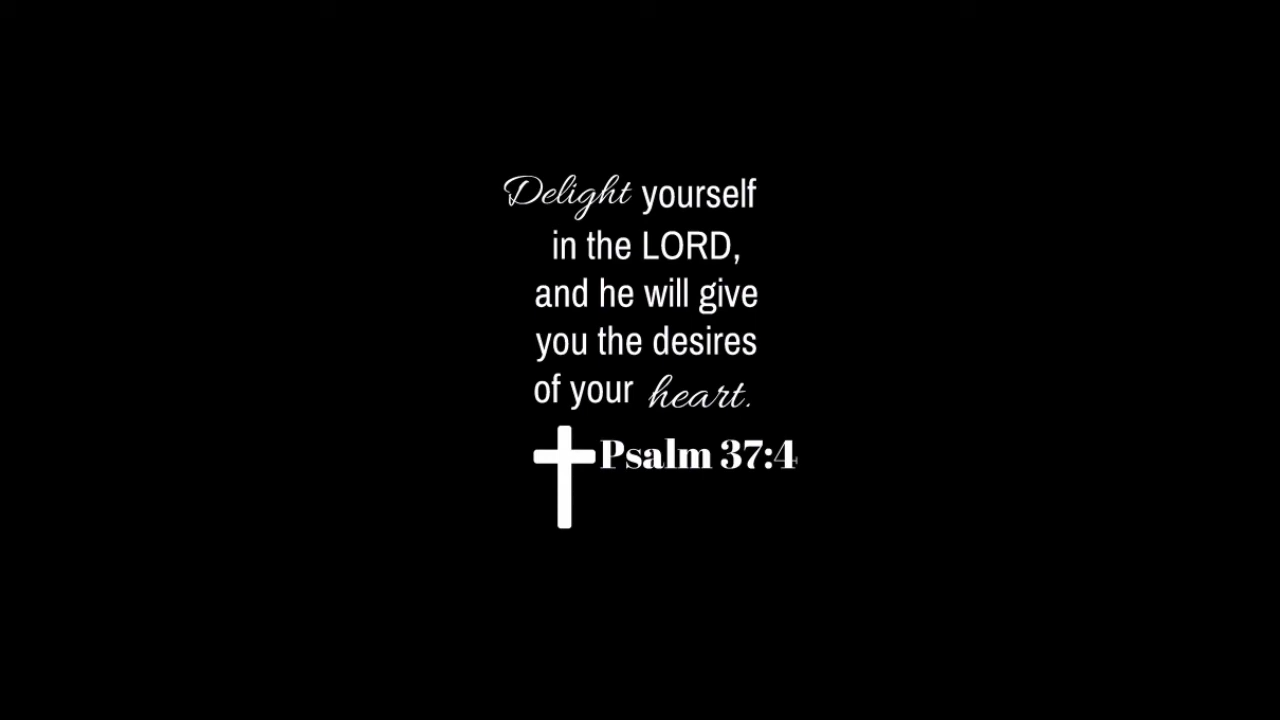 Delight yourself
in the LORD,
and he will give
you the desires
of your heart.
Psalm 37:4